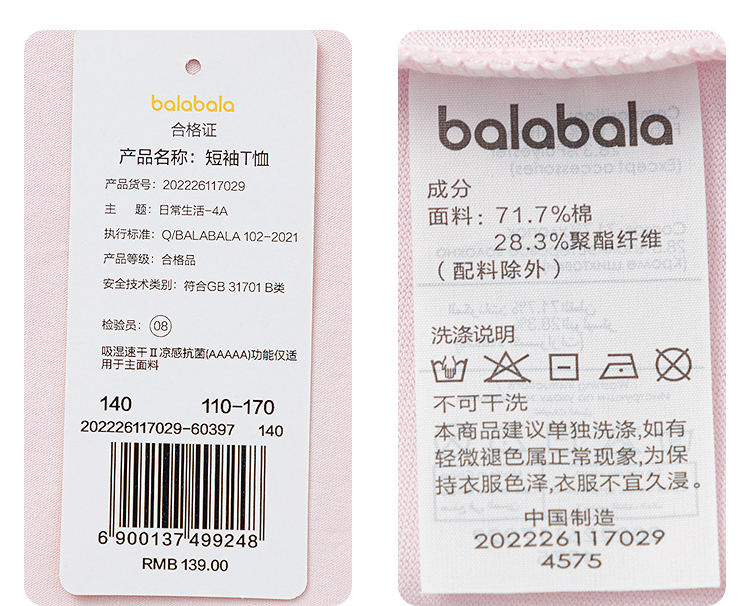 balabala
合格证
产品名称：短袖T恤
产品货号：202226117029
主 题：日常生活-4A
执行标准：Q/BALABALA 102-2021
产品等级：合格品
安全技术类别：符合GB 31701 B类
检验员：08
吸湿速干Ⅱ凉感抗菌(AAAAA)功能仅适
用于主面料
140 110-170
202226117029-60397 140
6 900137 499248
RMB 139.00
balabala
成分
面料：71.7%棉
28.3%聚酯纤维
（配料除外）
洗涤说明
不可干洗
本商品建议单独洗涤,如有
轻微褪色属正常现象,为保
持衣服色泽,衣服不宜久浸。
中国制造
202226117029
4575